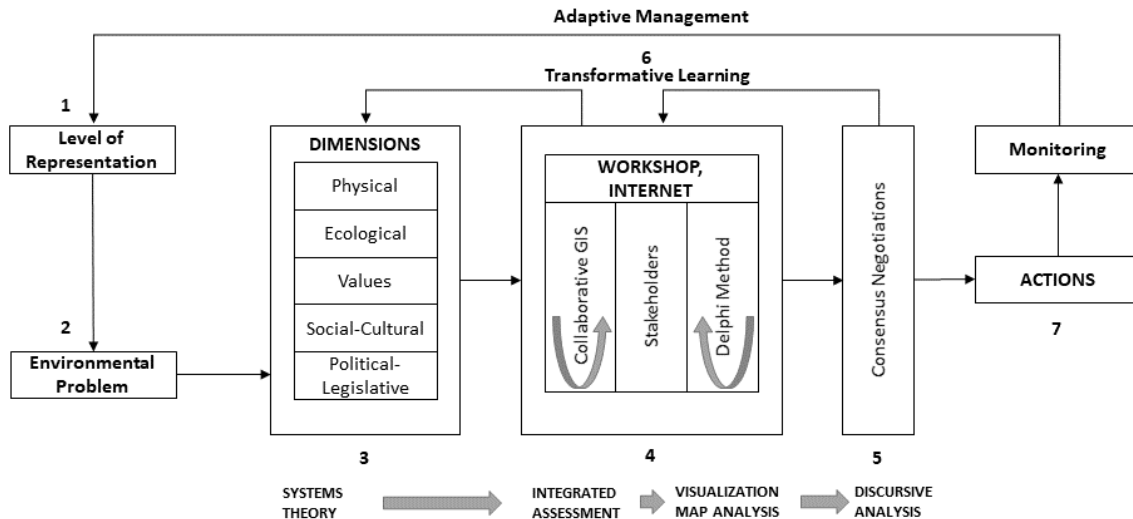 Adaptive Management
6
Transformative Learning
1
Level of
Representation
DIMENSIONS
Physical
Ecological
Values
Social-Cultural
Political-
Legislative
WORKSHOP,
INTERNET
Collaborative GIS
Stakeholders
Delphi Method
Consensus Negotiations
Monitoring
ACTIONS
7
2
Environmental
Problem
3
4
5
SYSTEMS
THEORY
INTEGRATED
ASSESSMENT
VISUALIZATION
MAP ANALYSIS
DISCURSIVE
ANALYSIS